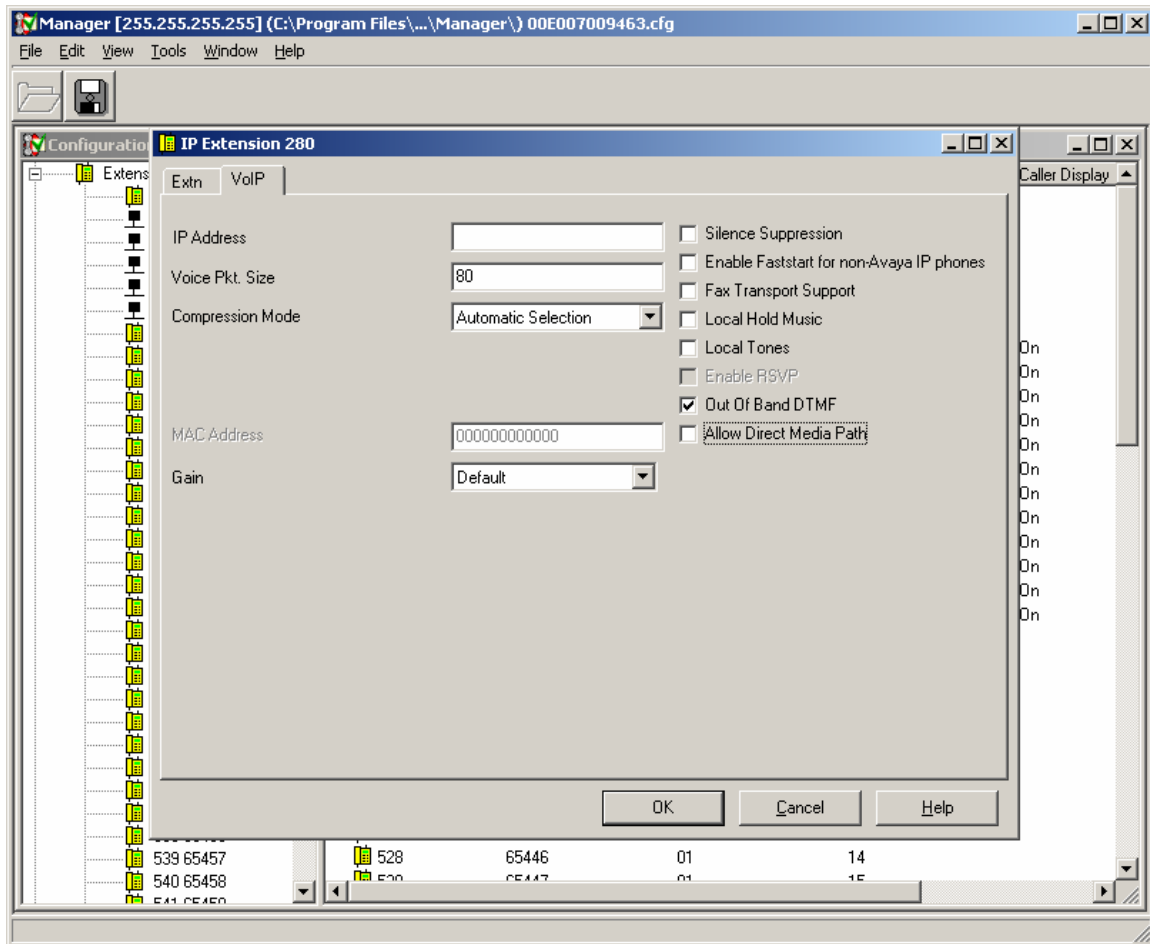 Manager [255.255.255.255] (C:\Program Files\...\Manager\) 00E007009463.cfg
File Edit View Tools Window Help
IP Extension 280
Extens
Caller Display
Extn VoIP
IP Address
Silence Suppression
Enable Faststart for non-Avaya IP phones
Voice Pkt. Size 80
Fax Transport Support
Compression Mode Automatic Selection
Local Hold Music
Local Tones
On
Enable RSVP
On
Out Of Band DTMF
On
MAC Address 000000000000
Allow Direct Media Path
On
On
Gain Default
On
On
On
On
On
On
On
OK Cancel Help
539 65457
528 65446 01 14
540 65458